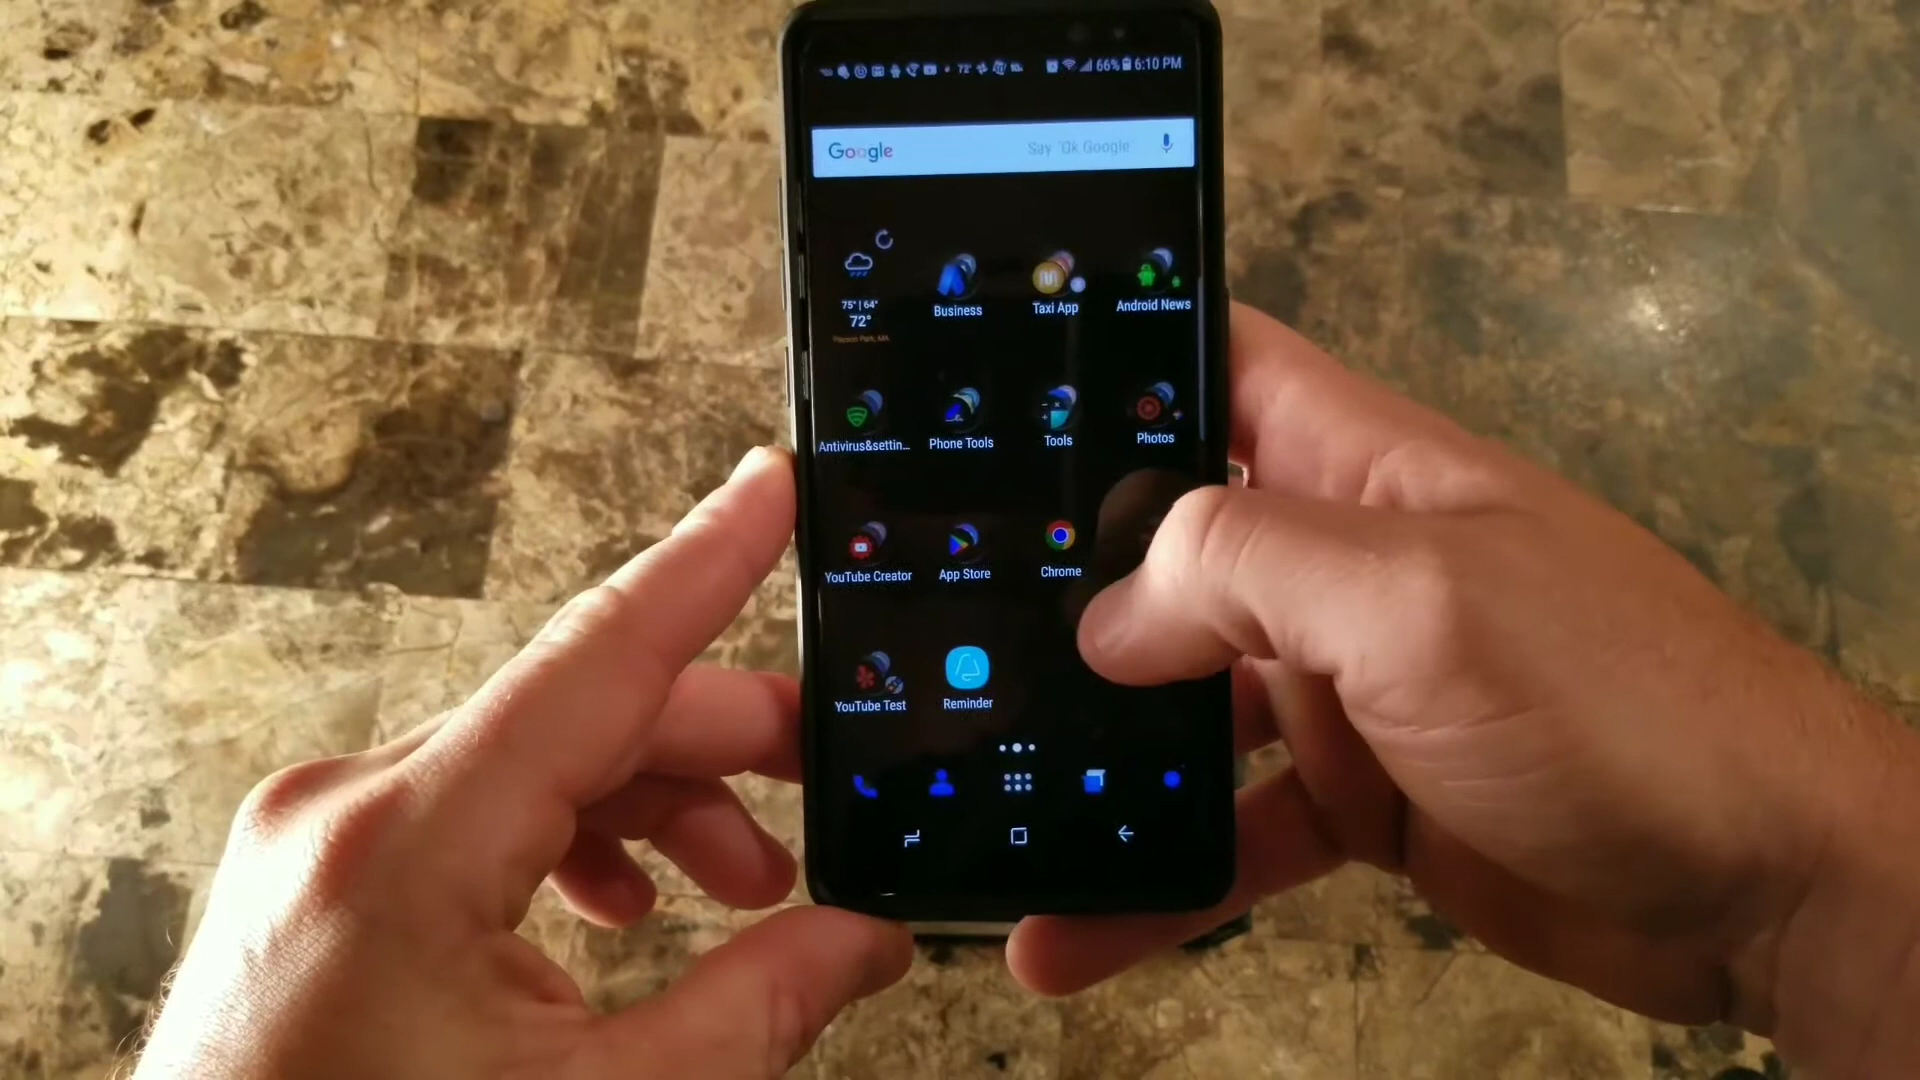 72° 66% 6:10 PM
Google Say "Ok Google
75° | 64°
72°
Business
Taxi App
Android News
Antivirus&settin...
Phone Tools
Tools
Photos
YouTube Creator
App Store
Chrome
YouTube Test
Reminder